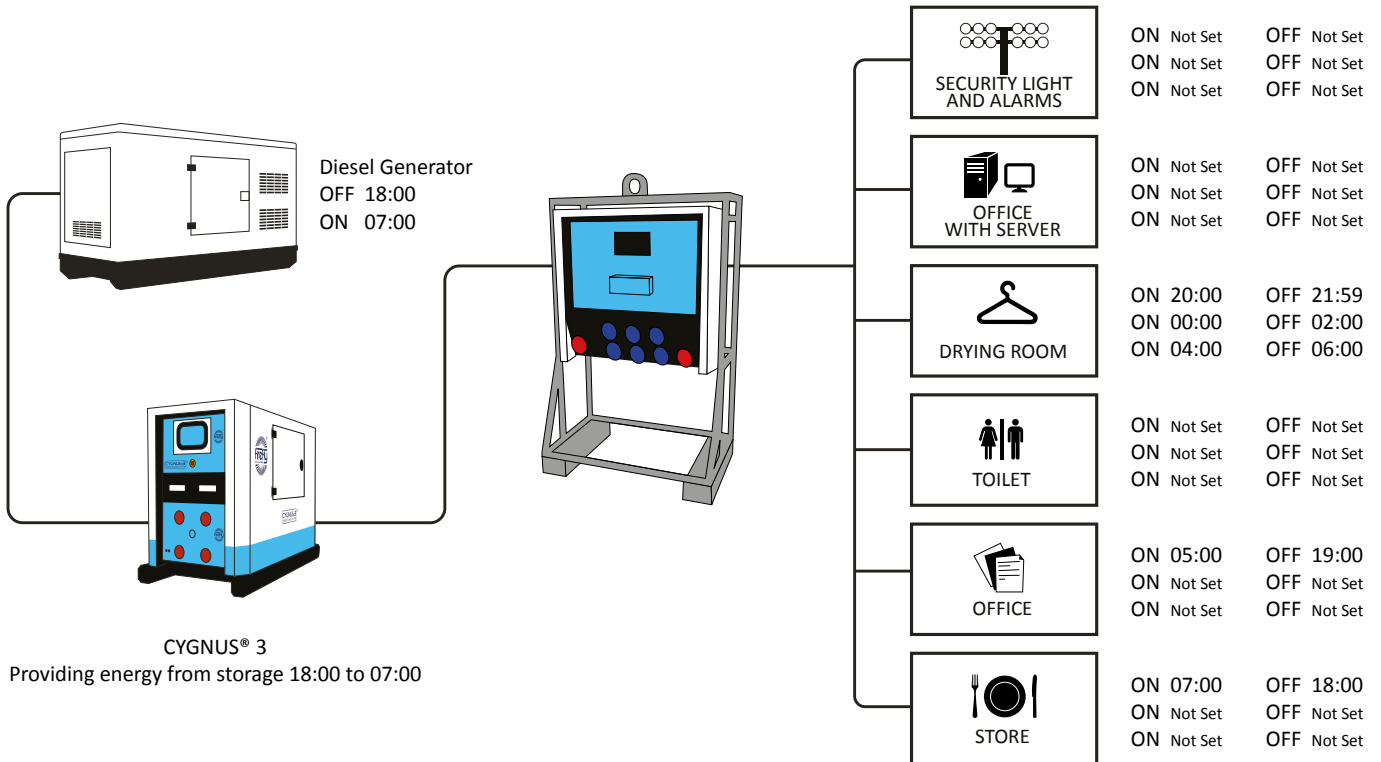 Diesel Generator
OFF 18:00
ON 07:00
CYGNUS® 3
Providing energy from storage 18:00 to 07:00
SECURITY LIGHT
AND ALARMS
ON Not Set OFF Not Set
ON Not Set OFF Not Set
ON Not Set OFF Not Set
OFFICE
WITH SERVER
ON Not Set OFF Not Set
ON Not Set OFF Not Set
ON Not Set OFF Not Set
DRYING ROOM
ON 20:00 OFF 21:59
ON 00:00 OFF 02:00
ON 04:00 OFF 06:00
TOILET
ON Not Set OFF Not Set
ON Not Set OFF Not Set
ON Not Set OFF Not Set
OFFICE
ON 05:00 OFF 19:00
ON Not Set OFF Not Set
ON Not Set OFF Not Set
STORE
ON 07:00 OFF 18:00
ON Not Set OFF Not Set
ON Not Set OFF Not Set